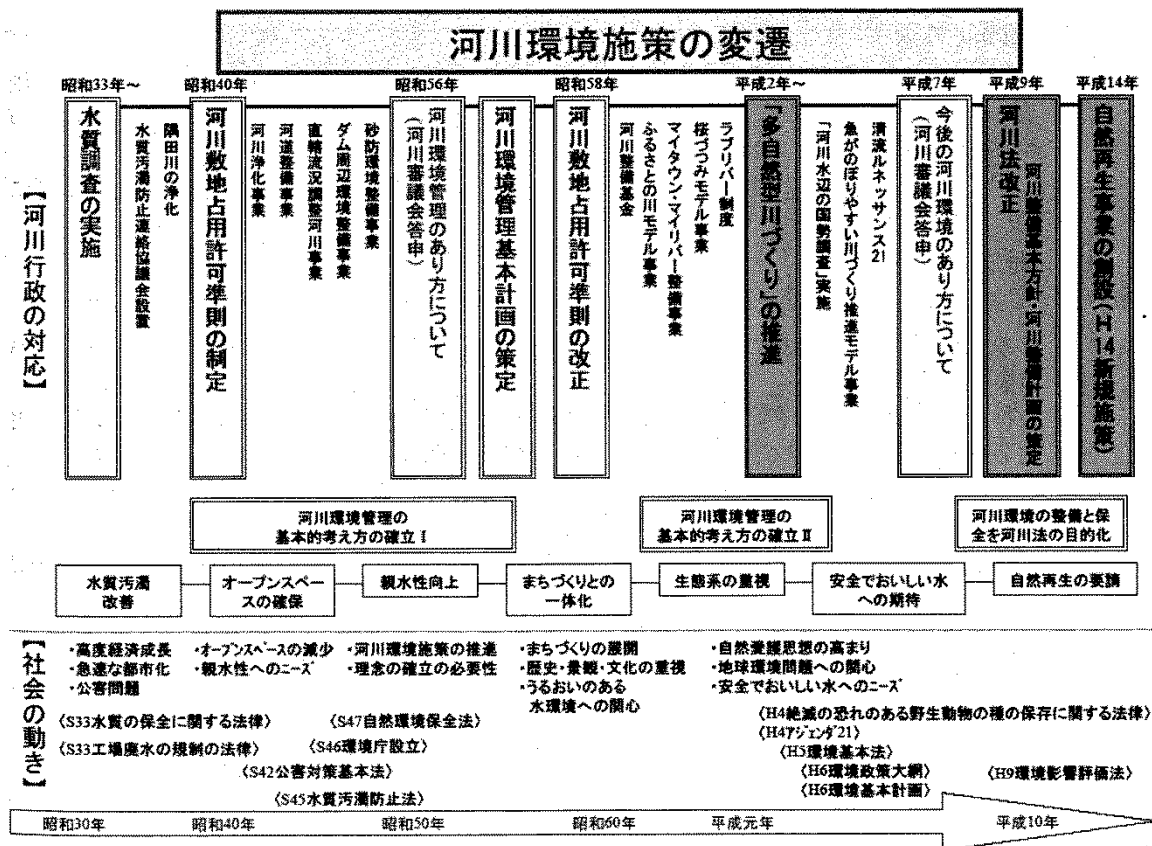 河川環境施策の変遷
昭和33年～
昭和40年
昭和56年
昭和58年
平成2年～
平成7年
平成9年
平成14年
【河川行政の対応】
水質調査の実施
水質汚濁防止連絡協議会設置
隅田川の浄化
河川敷地占用許可準則の制定
河川浄化事業
河道整備事業
直轄流況調整河川事業
ダム周辺環境整備事業
砂防環境整備事業
河川環境管理のあり方について
（河川審議会答申）
河川環境管理基本計画の策定
河川敷地占用許可準則の改正
河川整備基金
ふるさとの川モデル事業
マイタウン・マイリバー整備事業
桜づつみモデル事業
ラブリバー制度
「多自然型川づくり」の推進
「河川水辺の国勢調査」実施
魚がのぼりやすい川づくり推進モデル事業
清流ルネッサンス21
今後の河川環境のあり方について
（河川審議会答申）
河川法改正
河川整備基本方針・河川整備計画の策定
自然再生事業の創設（H14新規施策）
河川環境管理の
基本的考え方の確立Ⅰ
河川環境管理の
基本的考え方の確立Ⅱ
河川環境の整備と保
全を河川法の目的化
水質汚濁
改善
オープンスペー
スの確保
親水性向上
まちづくりとの
一体化
生態系の重視
安全でおいしい水
への期待
自然再生の要請
【社会の動き】
・高度経済成長
・急速な都市化
・公害問題
・オープンスペースの減少
・親水性へのニーズ
・河川環境施策の推進
・理念の確立の必要性
・まちづくりの展開
・歴史・景観・文化の重視
・うるおいのある
水環境への関心
・自然愛護思想の高まり
・地球環境問題への関心
・安全でおいしい水へのニーズ
〈S33水質の保全に関する法律〉
〈S33工場廃水の規制の法律〉
〈S42公害対策基本法〉
〈S45水質汚濁防止法〉
〈S47自然環境保全法〉
〈S46環境庁設立〉
〈H4絶滅の恐れのある野生動物の種の保存に関する法律〉
〈H4アジェンダ21〉
〈H5環境基本法〉
〈H6環境政策大綱〉
〈H6環境基本計画〉
〈H9環境影響評価法〉
昭和30年
昭和40年
昭和50年
昭和60年
平成元年
平成10年